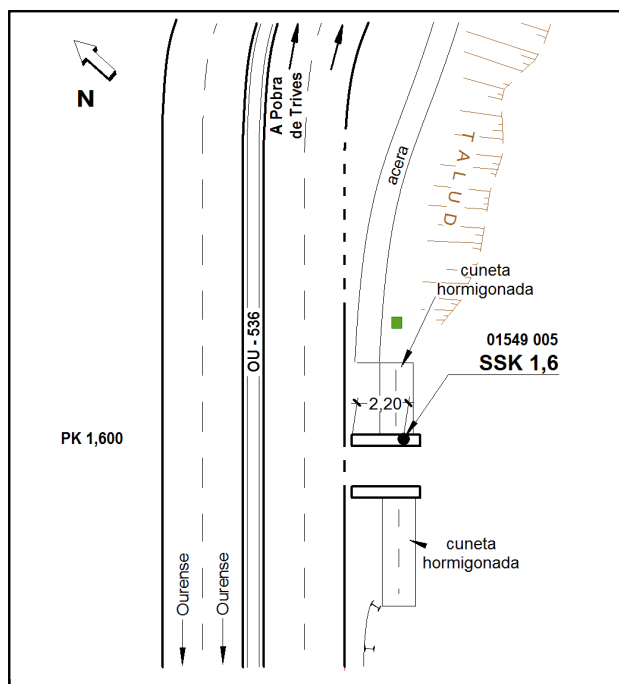 N
A Pobra
de Trives
acera
TALUD
cuneta
hormigonada
01549 005
SSK 1,6
OU - 536
2,20
PK 1,600
cuneta
hormigonada
Ourense
Ourense